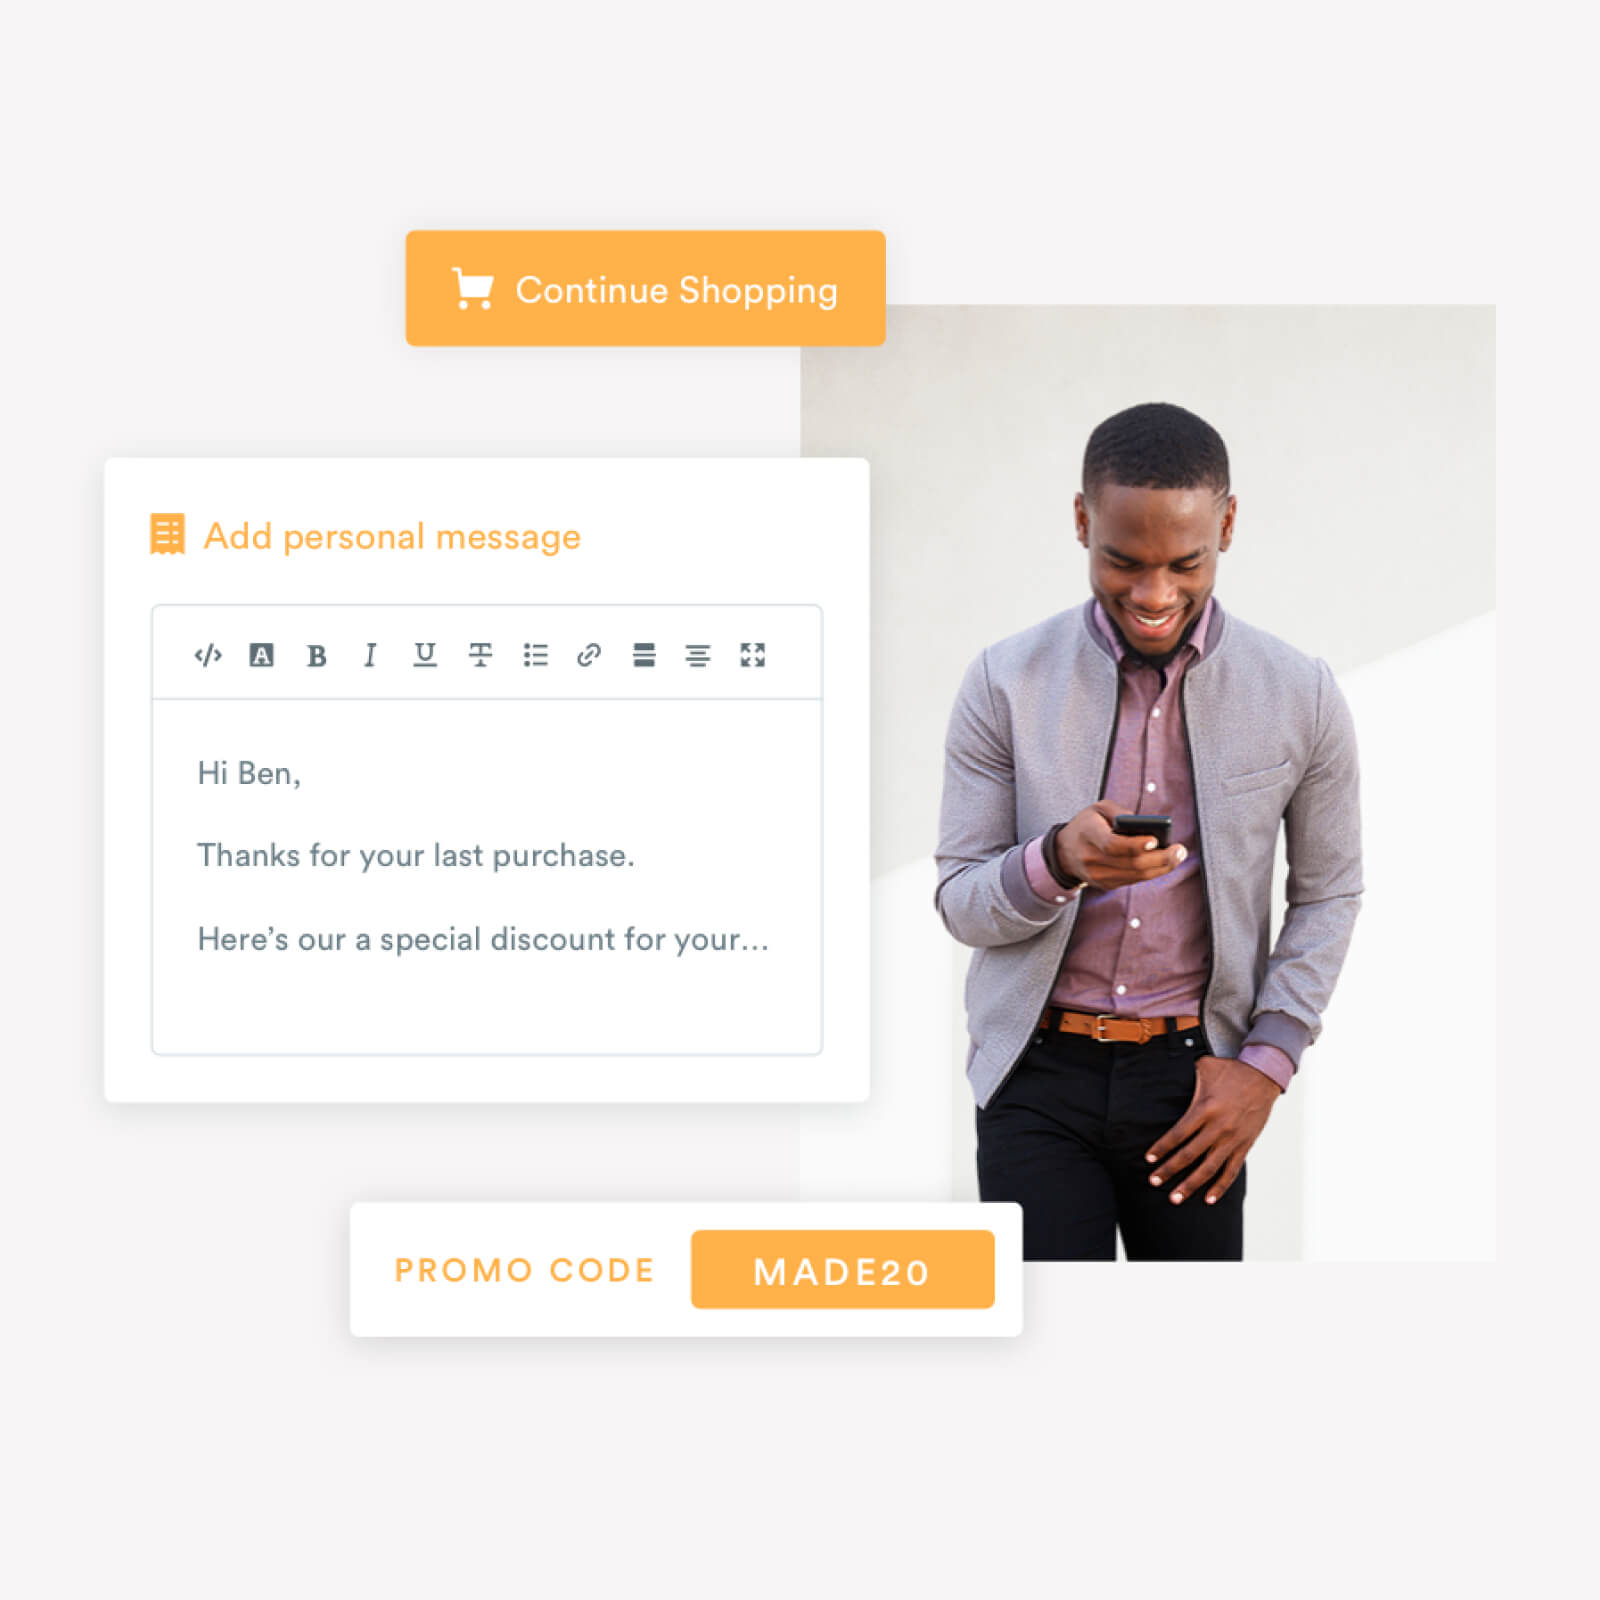 Continue Shopping
Add personal message
Hi Ben,
Thanks for your last purchase.
Here’s our a special discount for your...
PROMO CODE
MADE20